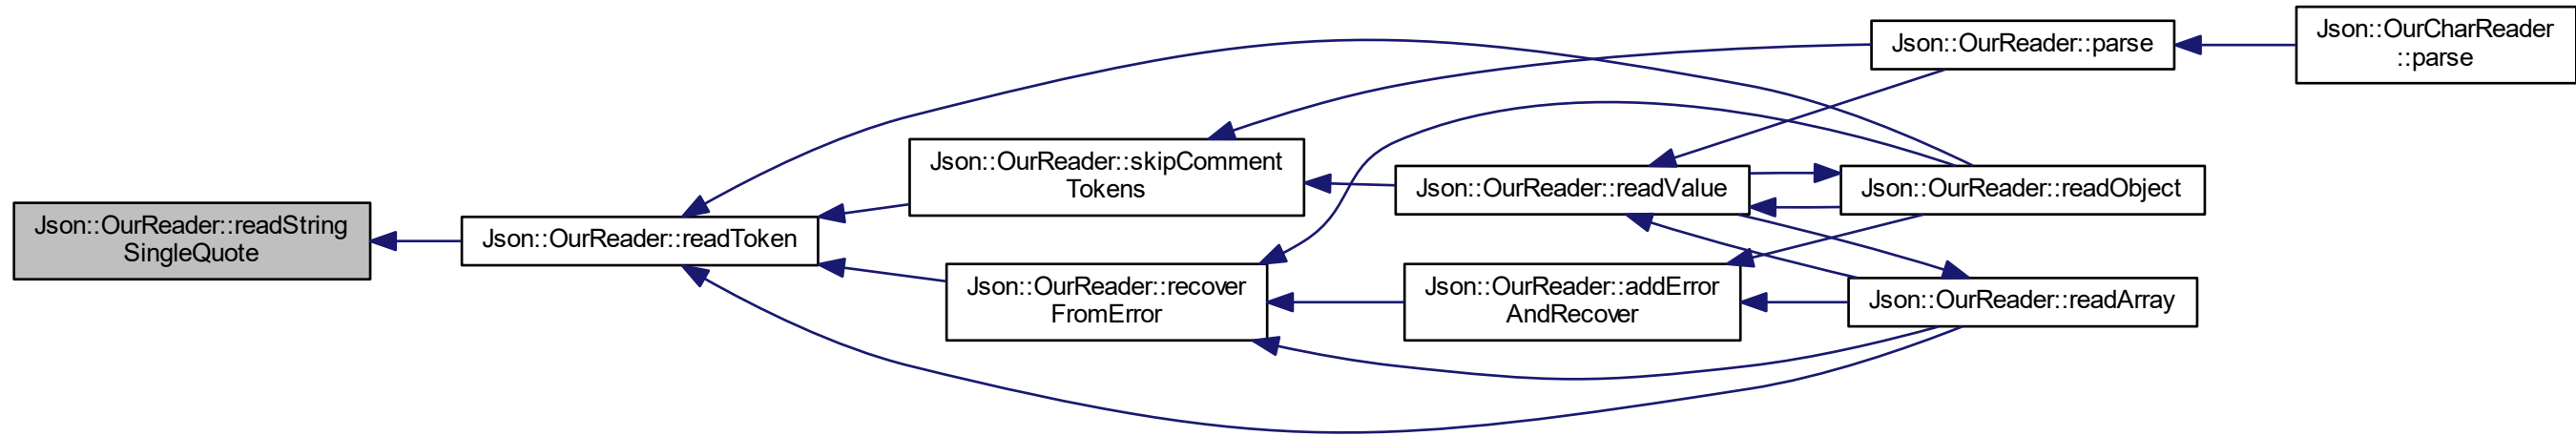 Json::OurReader::readString
SingleQuote
Json::OurReader::readToken
Json::OurReader::skipComment
Tokens
Json::OurReader::recover
FromError
Json::OurReader::readValue
Json::OurReader::addError
AndRecover
Json::OurReader::parse
Json::OurReader::readObject
Json::OurReader::readArray
Json::OurCharReader
::parse